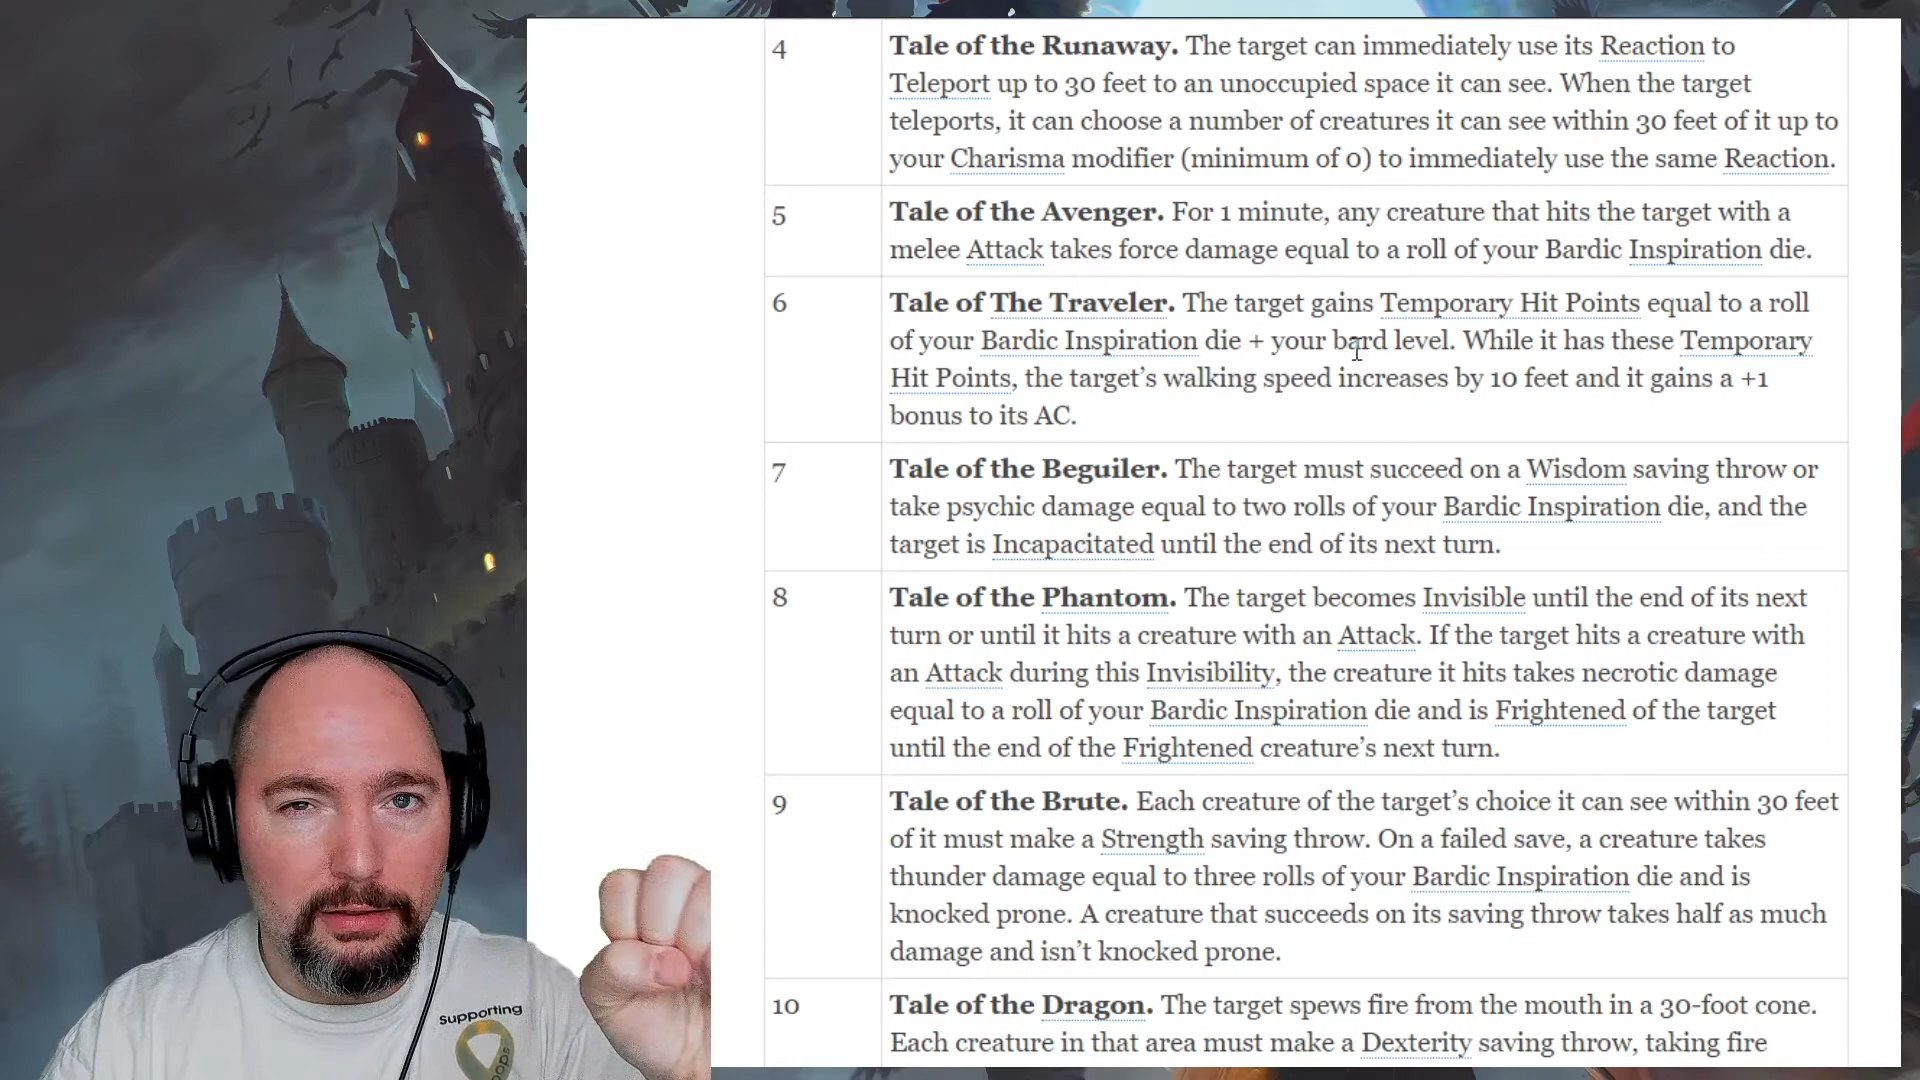 4
Tale of the Runaway. The target can immediately use its Reaction to
Teleport up to 30 feet to an unoccupied space it can see. When the target
teleports, it can choose a number of creatures it can see within 30 feet of it up to
your Charisma modifier (minimum of 0) to immediately use the same Reaction.
5
Tale of the Avenger. For 1 minute, any creature that hits the target with a
melee Attack takes force damage equal to a roll of your Bardic Inspiration die.
6
Tale of The Traveler. The target gains Temporary Hit Points equal to a roll
of your Bardic Inspiration die + your bard level. While it has these Temporary
Hit Points, the target’s walking speed increases by 10 feet and it gains a +1
bonus to its AC.
7
Tale of the Beguiler. The target must succeed on a Wisdom saving throw or
take psychic damage equal to two rolls of your Bardic Inspiration die, and the
target is Incapacitated until the end of its next turn.
8
Tale of the Phantom. The target becomes Invisible until the end of its next
turn or until it hits a creature with an Attack. If the target hits a creature with
an Attack during this Invisibility, the creature it hits takes necrotic damage
equal to a roll of your Bardic Inspiration die and is Frightened of the target
until the end of the Frightened creature’s next turn.
9
Tale of the Brute. Each creature of the target’s choice it can see within 30 feet
of it must make a Strength saving throw. On a failed save, a creature takes
thunder damage equal to three rolls of your Bardic Inspiration die and is
knocked prone. A creature that succeeds on its saving throw takes half as much
damage and isn’t knocked prone.
10
Tale of the Dragon. The target spews fire from the mouth in a 30-foot cone.
Each creature in that area must make a Dexterity saving throw, taking fire
Supporting